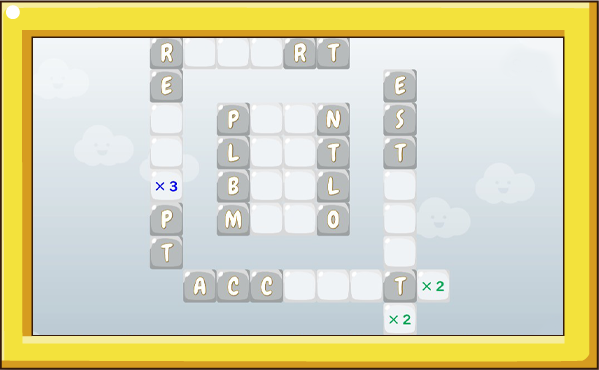 R R T
E E
P N S
L T T
× 3 B L
P M O
T
A C C T × 2
× 2